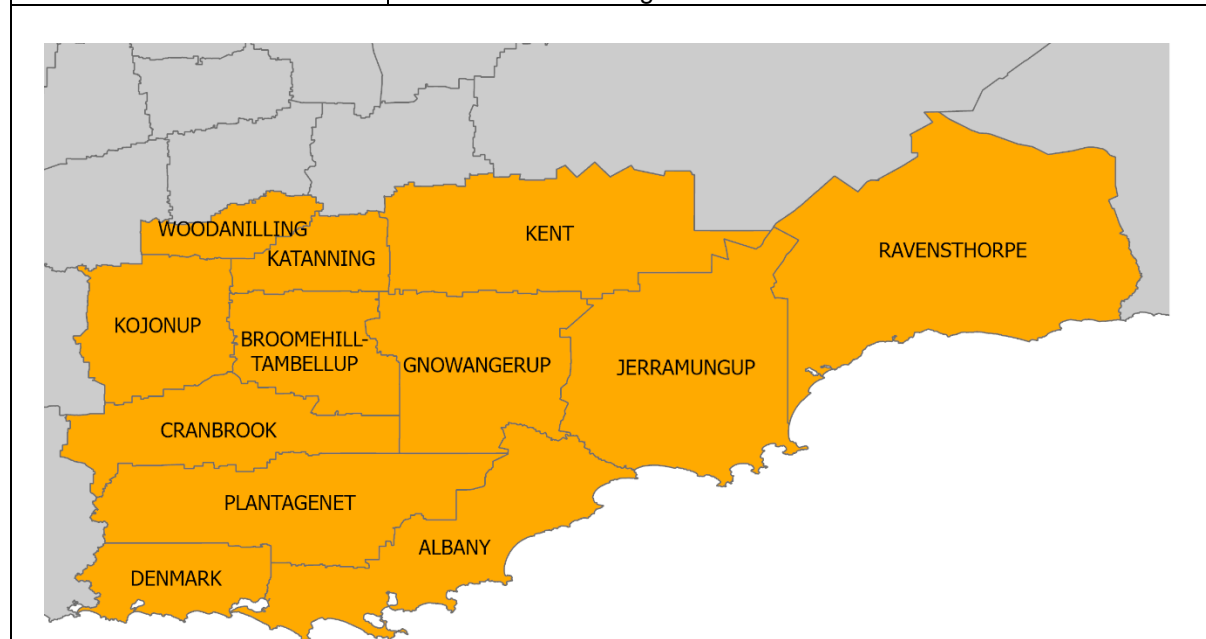 WOODANILLING
KENT
KATANNING
RAVENSTHORPE
KOJONUP
BROOMEHILL-
TAMBELLUP
GNOWANGERUP
JERRAMUNGUP
CRANBROOK
PLANTAGENET
ALBANY
DENMARK